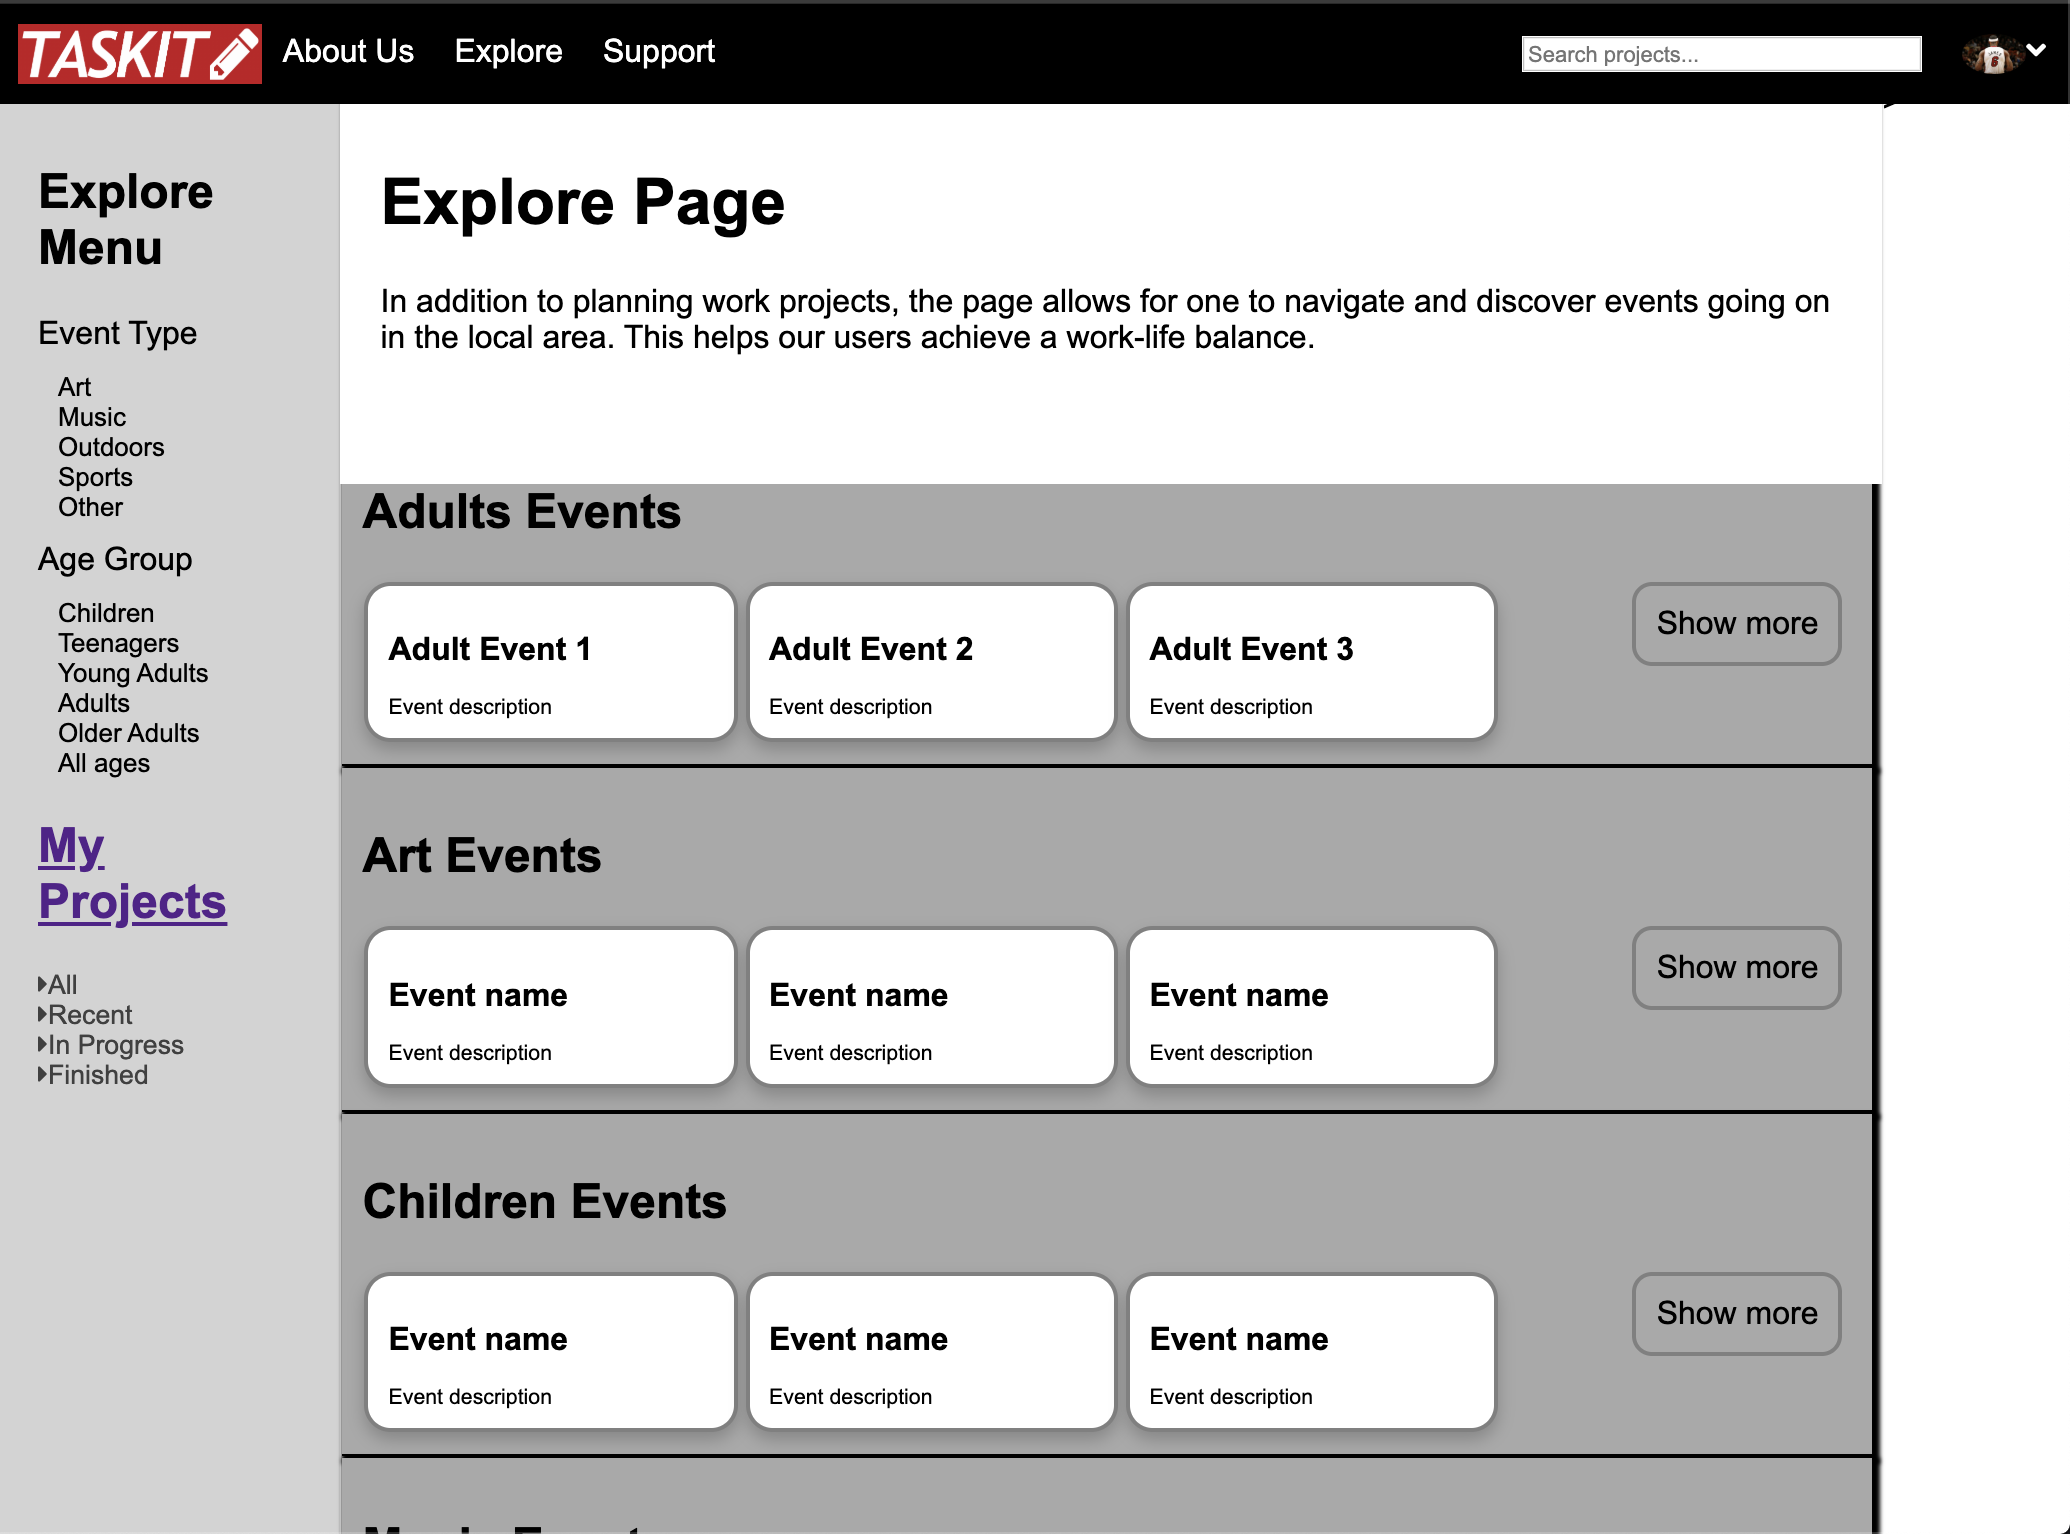 TASKIT About Us Explore Support Search projects...
Explore
Menu
Event Type
Art
Music
Outdoors
Sports
Other
Age Group
Children
Teenagers
Young Adults
Adults
Older Adults
All ages
My
Projects
All
Recent
In Progress
Finished
Explore Page
In addition to planning work projects, the page allows for one to navigate and discover events going on
in the local area. This helps our users achieve a work-life balance.
Adults Events
Adult Event 1 Adult Event 2 Adult Event 3 Show more
Event description Event description Event description
Art Events
Event name Event name Event name Show more
Event description Event description Event description
Children Events
Event name Event name Event name Show more
Event description Event description Event description